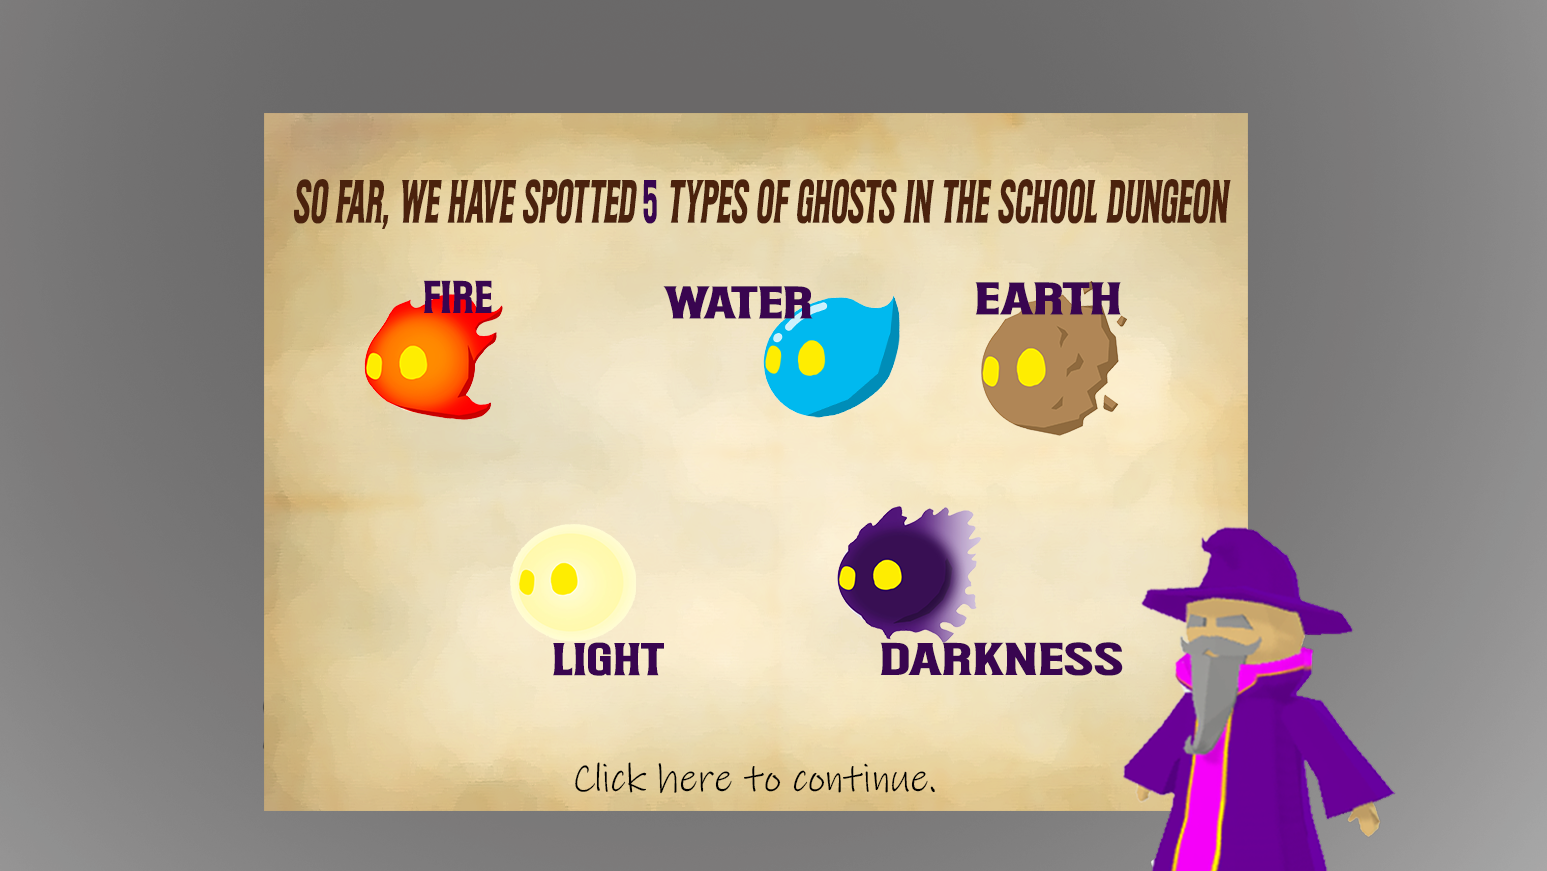 SO FAR, WE HAVE SPOTTED 5 TYPES OF GHOSTS IN THE SCHOOL DUNGEON
FIRE
WATER
EARTH
LIGHT
DARKNESS
Click here to continue.